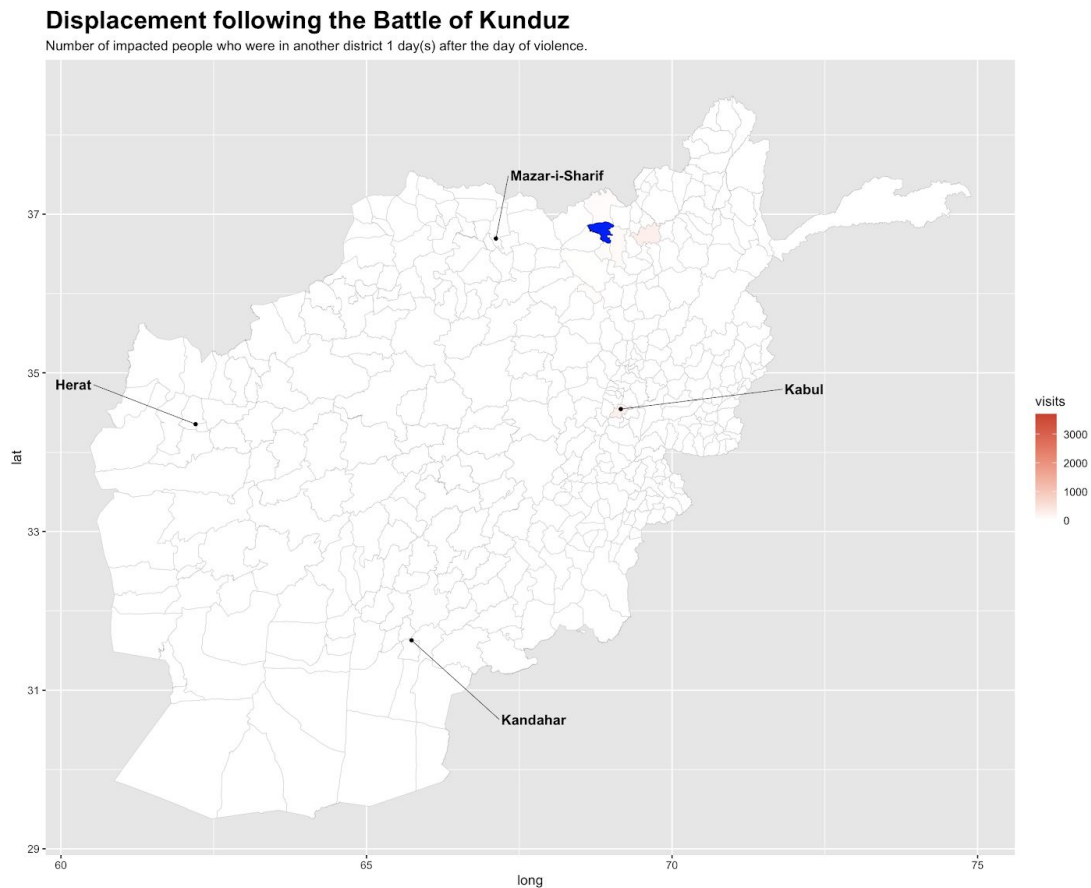 Displacement following the Battle of Kunduz
Number of impacted people who were in another district 1 day(s) after the day of violence.
Mazar-i-Sharif
37
35
Herat
Kabul
visits
3000
2000
1000
0
lat
33
31
Kandahar
29
60
65
70
75
long